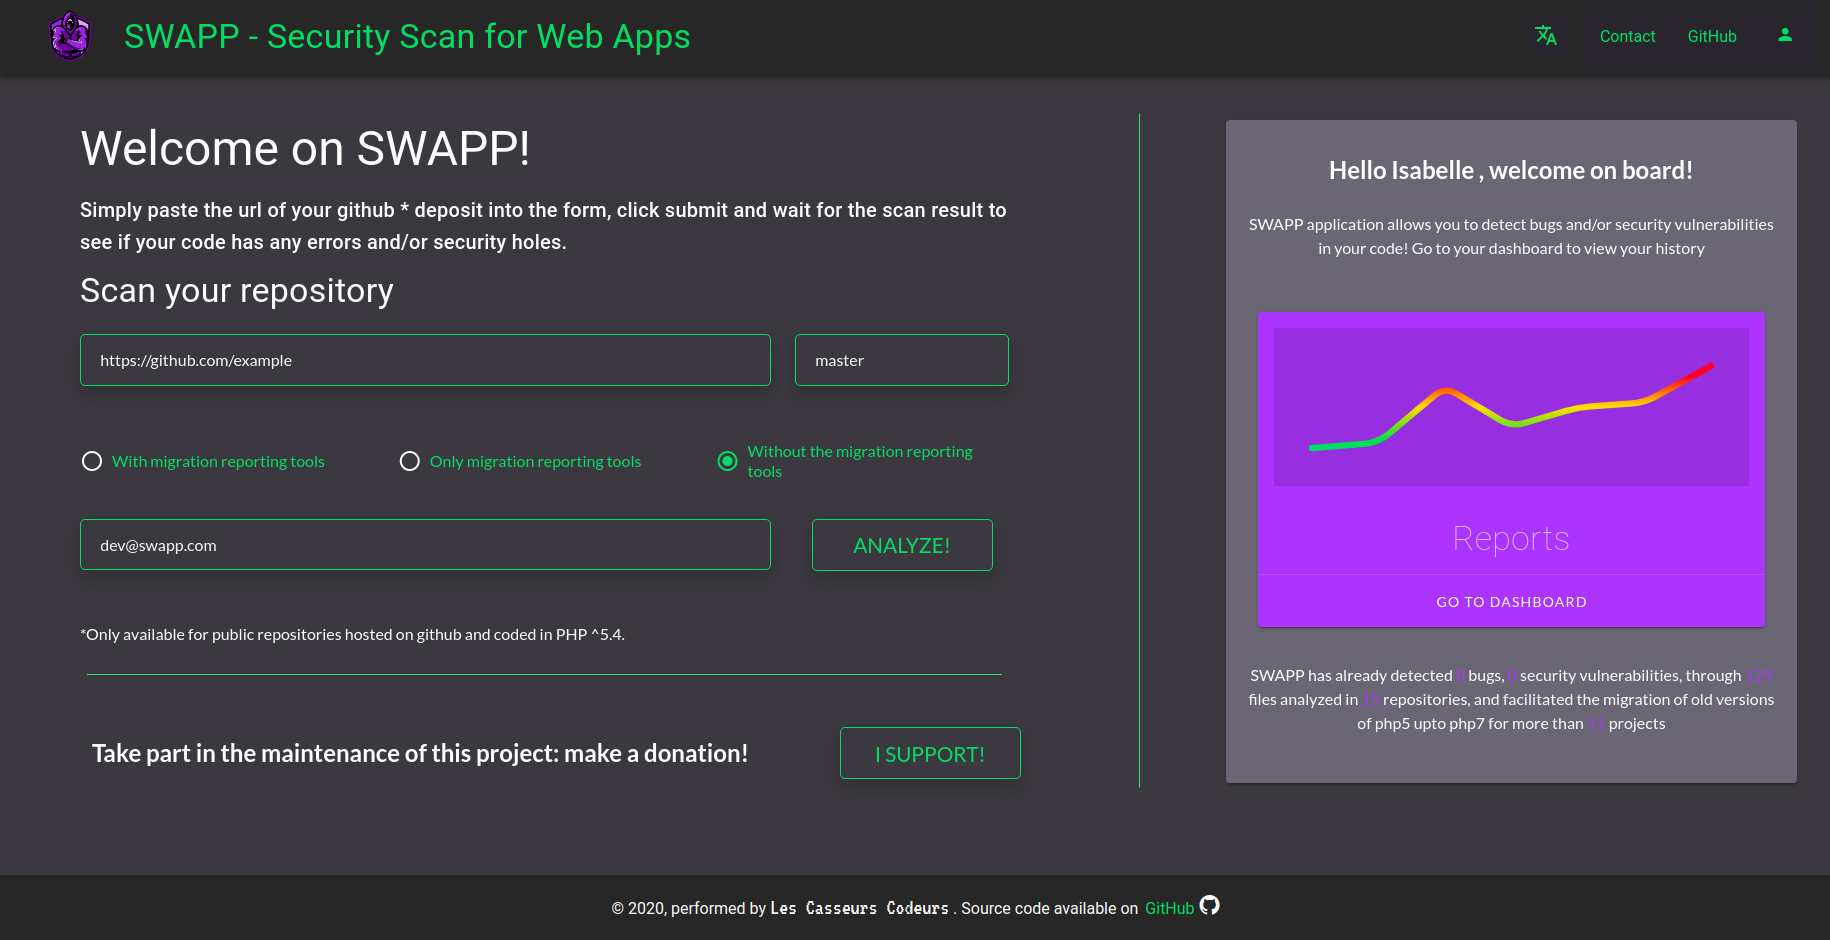 SWAPP - Security Scan for Web Apps
Contact
GitHub
Welcome on SWAPP!
Simply paste the url of your github * deposit into the form, click submit and wait for the scan result to
see if your code has any errors and/or security holes.
Scan your repository
https://github.com/example
master
With migration reporting tools
Only migration reporting tools
Without the migration reporting
tools
dev@swapp.com
ANALYZE!
*Only available for public repositories hosted on github and coded in PHP ^5.4.
Take part in the maintenance of this project: make a donation!
I SUPPORT!
Hello Isabelle , welcome on board!
SWAPP application allows you to detect bugs and/or security vulnerabilities
in your code! Go to your dashboard to view your history
Reports
GO TO DASHBOARD
SWAPP has already detected 0 bugs, 0 security vulnerabilities, through 129
files analyzed in 15 repositories, and facilitated the migration of old versions
of php5 upto php7 for more than 11 projects
© 2020, performed by Les Casseurs Codeurs . Source code available on GitHub